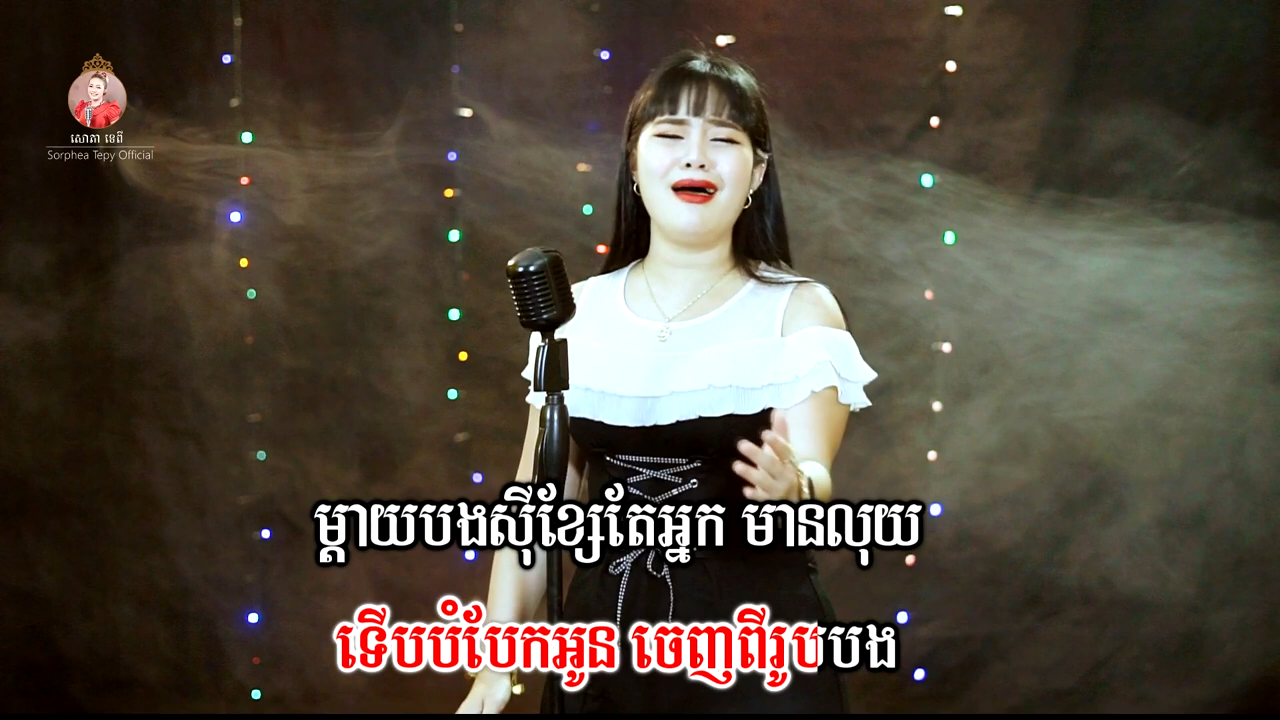 សោភា ទេពី
Sorphea Tepy Official
ម្ដាយបងស៊ីខ្សែតែអ្នក មានលុយ
ទើបបំបែកអូន ចេញពីរូបបង